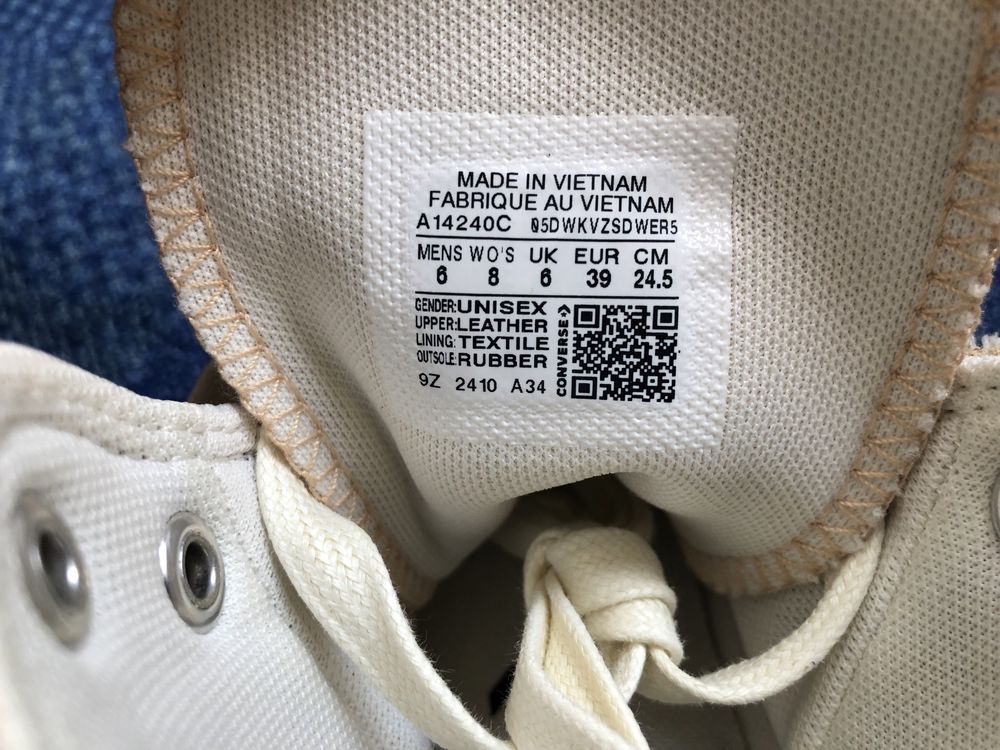 MADE IN VIETNAM
FABRIQUE AU VIETNAM
A14240C 05DWKVZSDWER5
MENS WO'S UK EUR CM
6 8 6 39 24.5
GENDER:UNISEX
UPPER:LEATHER
LINING:TEXTILE
OUTSOLE:RUBBER
CONVERSE
9Z 2410 A34